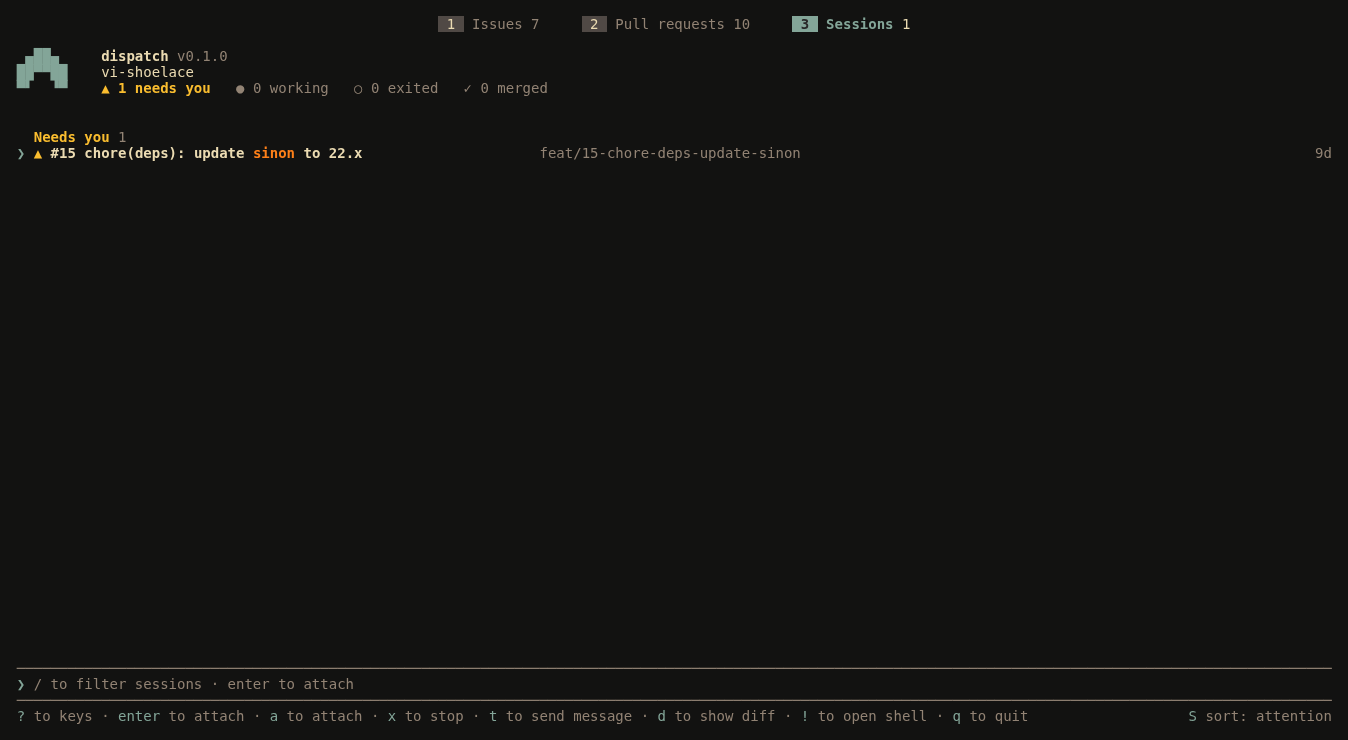 1 Issues 7 2 Pull requests 10 3 Sessions 1
dispatch v0.1.0
vi-shoelace
▲ 1 needs you ● 0 working ○ 0 exited ✓ 0 merged
Needs you 1
❯ ▲ #15 chore(deps): update sinon to 22.x feat/15-chore-deps-update-sinon 9d
❯ / to filter sessions · enter to attach
? to keys · enter to attach · a to attach · x to stop · t to send message · d to show diff · ! to open shell · q to quit S sort: attention